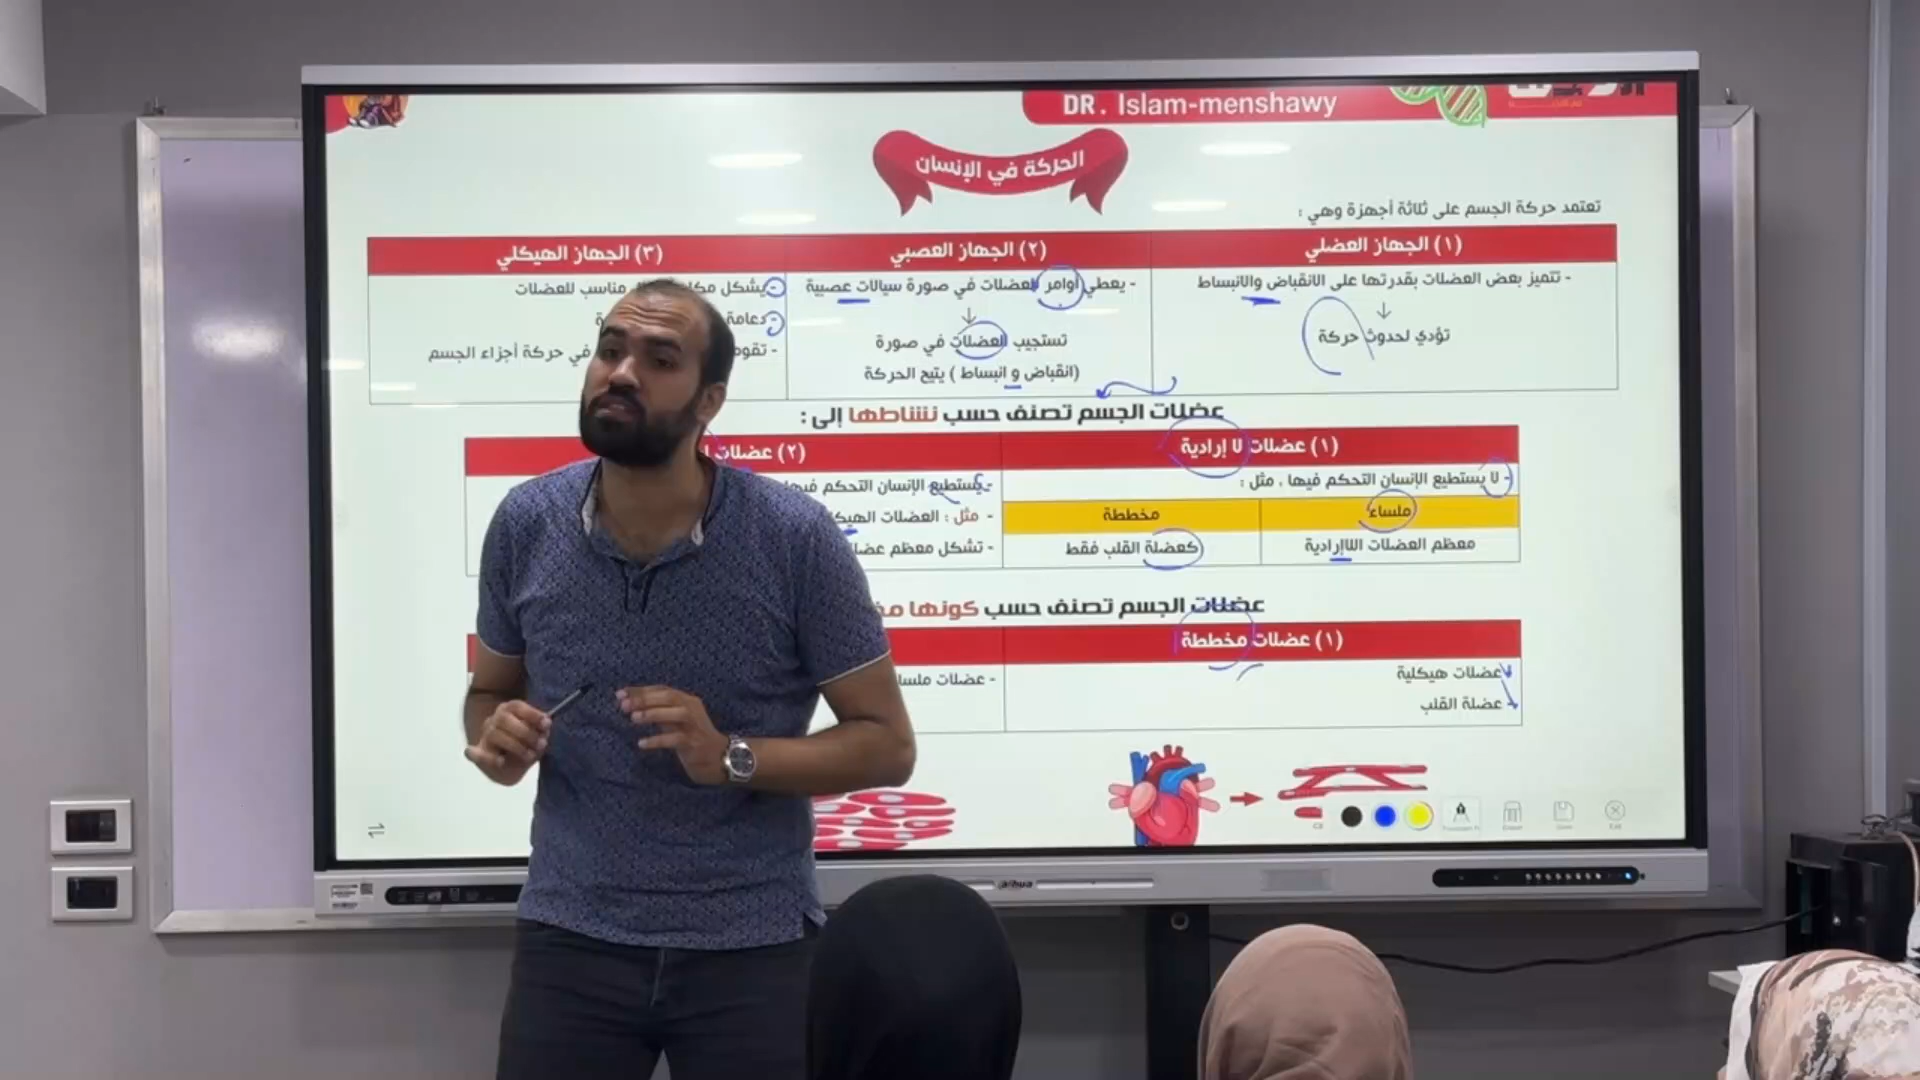 DR. Islam-menshawy
الحركة في الإنسان
تعتمد حركة الجسم على ثلاثة أجهزة وهي :
(١) الجهاز العضلي
- تتميز بعض العضلات بقدرتها على الانقباض والانبساط
تؤدي لحدوث حركة
(٢) الجهاز العصبي
- يعطي أوامر للعضلات في صورة سيالات عصبية
تستجيب العضلات في صورة
(انقباض و انبساط ) يتيح الحركة
(٣) الجهاز الهيكلي
- يشكل مناسب للعضلات
- دعامة
- في حركة أجزاء الجسم
عضلات الجسم تصنف حسب نشاطها إلى :
(١) عضلات لا إرادية
- لا يستطيع الإنسان التحكم فيها ، مثل :
ملساء
مخططة
معظم العضلات اللاإرادية
كعضلة القلب فقط
(٢) عضلات
- يستطيع الإنسان التحكم فيها
- مثل : العضلات
- تشكل معظم
عضلات الجسم تصنف حسب كونها
(١) عضلات مخططة
عضلات هيكلية
عضلة القلب
- عضلات
alhua